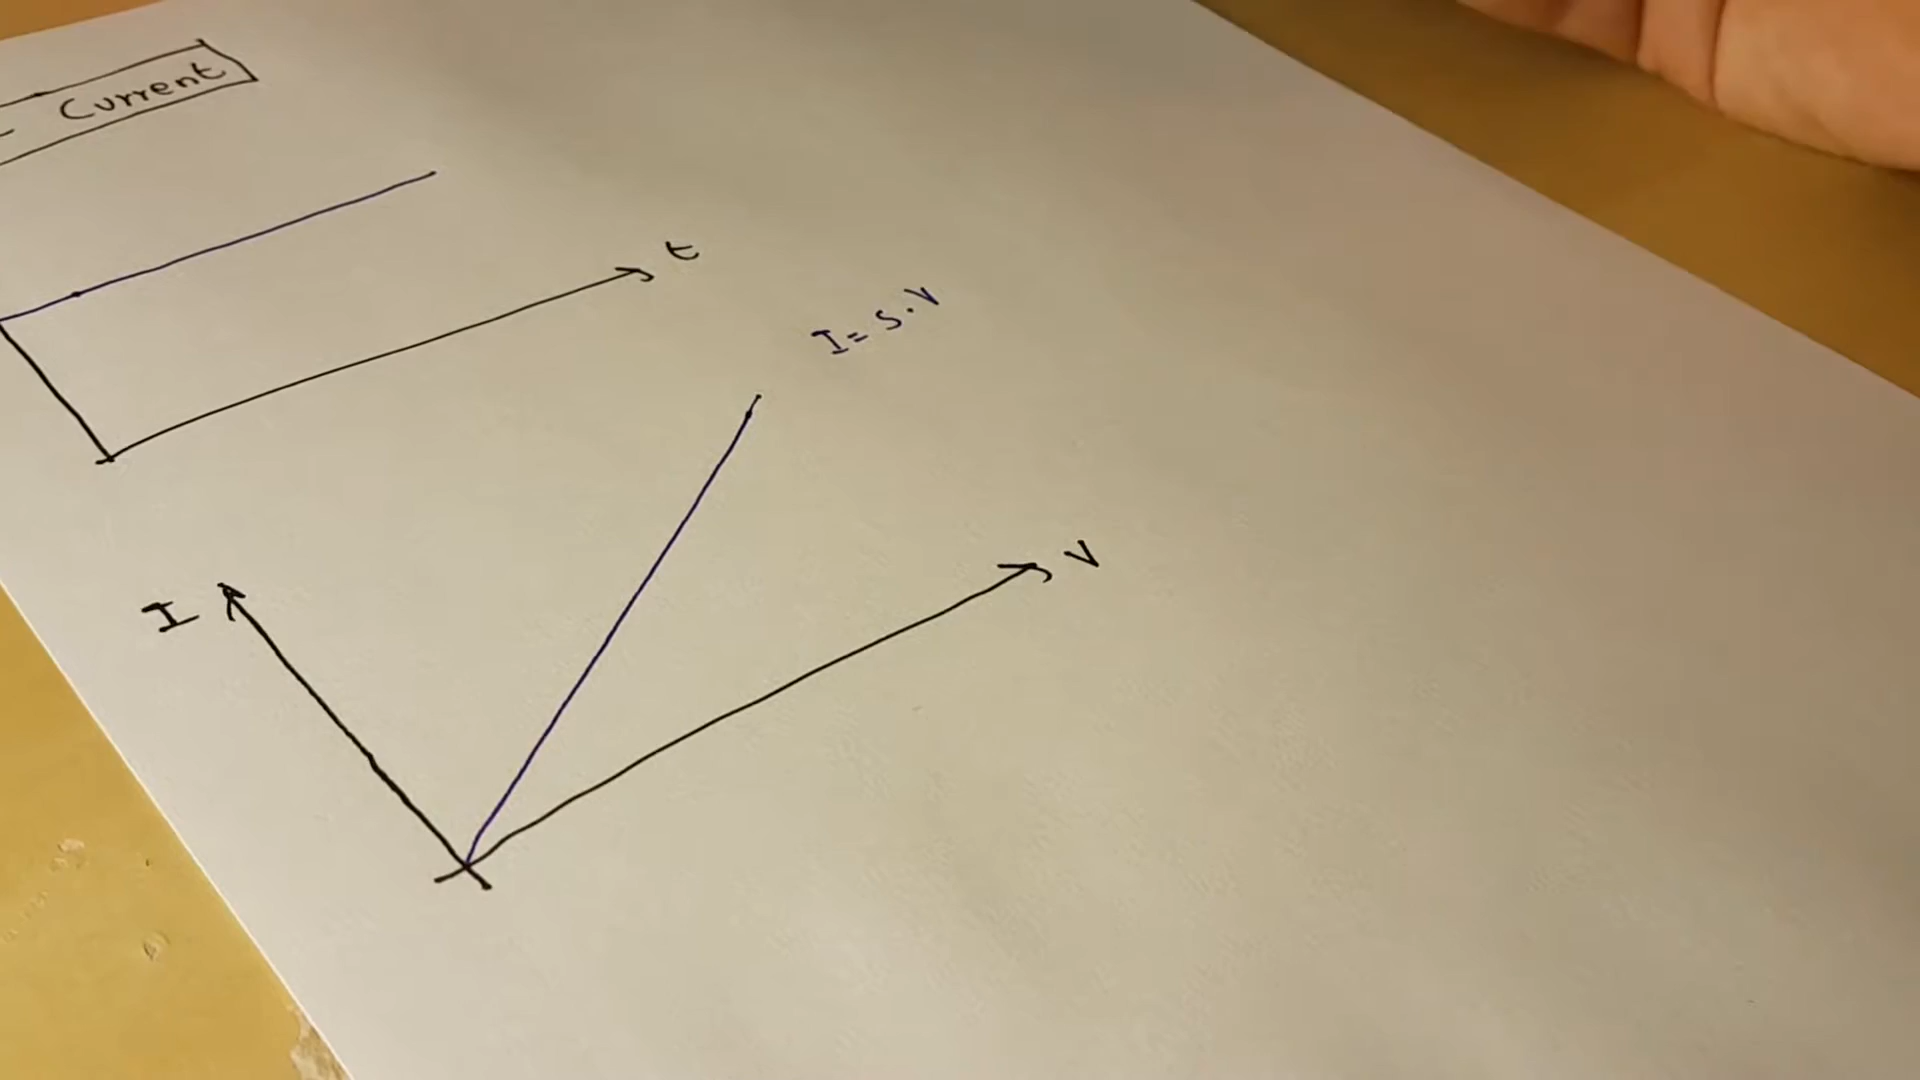 Current
t
I = S . V
I
V